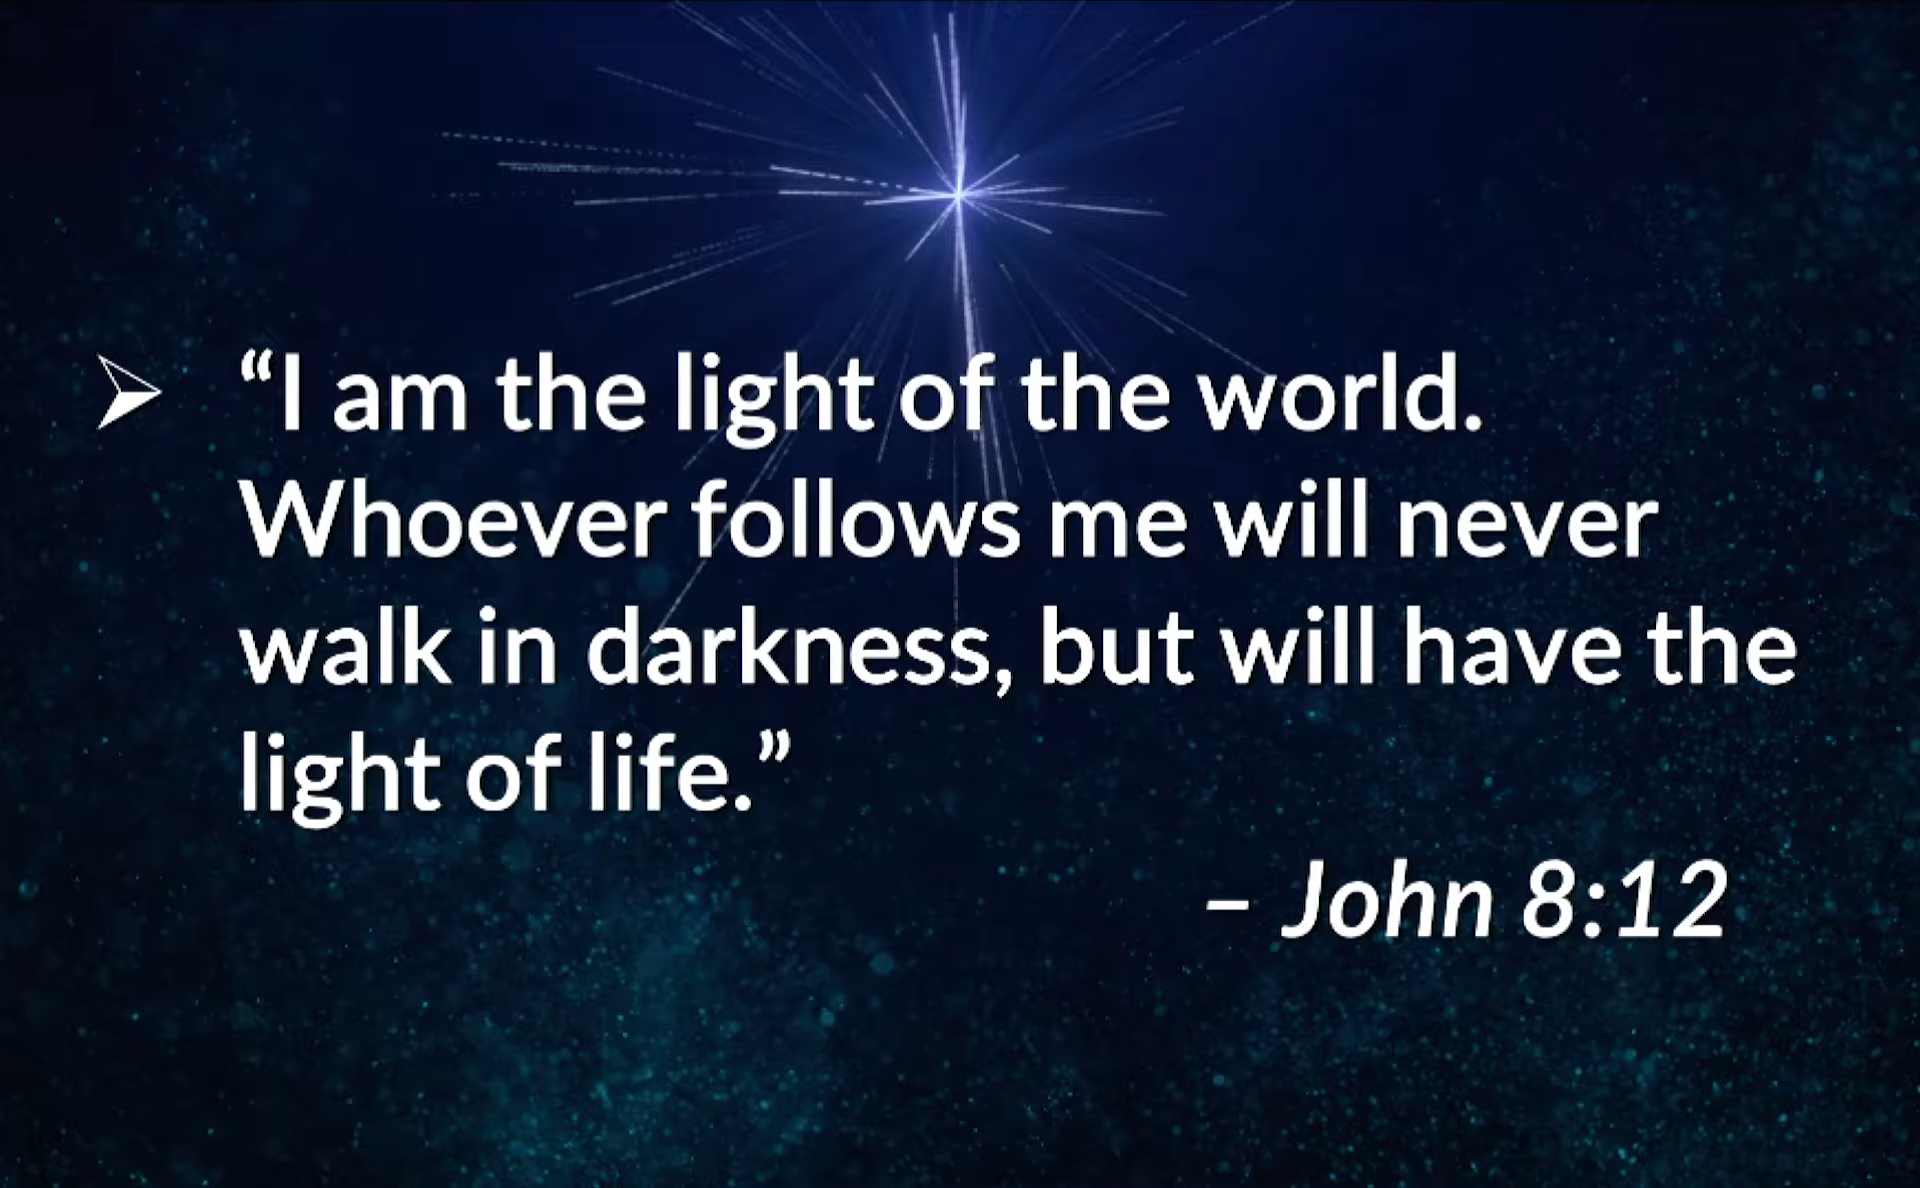 ➢ “I am the light of the world.
Whoever follows me will never
walk in darkness, but will have the
light of life.”
– John 8:12